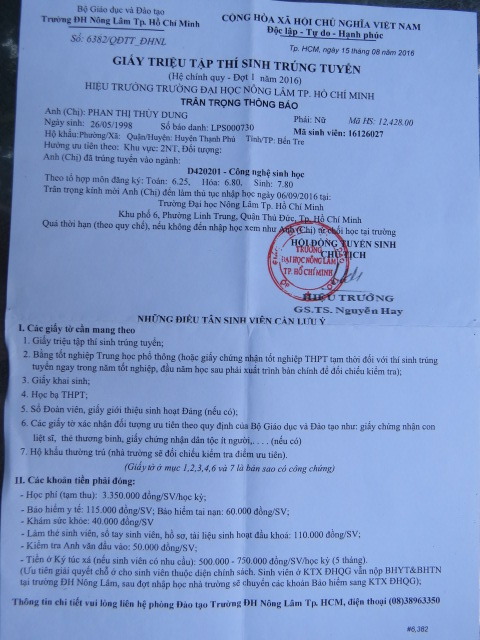 Bộ Giáo dục và Đào tạo
Trường ĐH Nông Lâm Tp. Hồ Chí Minh
Số: 6382/QĐTT_ĐHNL
CỘNG HÒA XÃ HỘI CHỦ NGHĨA VIỆT NAM
Độc lập - Tự do - Hạnh phúc
Tp. HCM, ngày 15 tháng 08 năm 2016
GIẤY TRIỆU TẬP THÍ SINH TRÚNG TUYỂN
(Hệ chính quy - Đợt 1 năm 2016)
HIỆU TRƯỞNG TRƯỜNG ĐẠI HỌC NÔNG LÂM TP. HỒ CHÍ MINH
TRÂN TRỌNG THÔNG BÁO
Anh (Chị): PHAN THỊ THÚY DUNG Phái: Nữ Mã HS: 12,428.00
Ngày sinh: 26/05/1998 Số báo danh: LPS000730 Mã sinh viên: 16126027
Hộ khẩu:Phường/Xã: Quận/Huyện: Huyện Thạnh Phú Tỉnh/TP: Bến Tre
Hưởng ưu tiên theo: Khu vực: 2NT, Đối tượng:
Anh (Chị) đã trúng tuyển vào ngành:
D420201 - Công nghệ sinh học
Theo tổ hợp môn đăng ký: Toán: 6.25, Hóa: 6.80, Sinh: 7.80
Trân trọng kính mời Anh (Chị) đến làm thủ tục nhập học ngày 06/09/2016 tại:
Trường Đại học Nông Lâm Tp. Hồ Chí Minh
Khu phố 6, Phường Linh Trung, Quận Thủ Đức, Tp. Hồ Chí Minh
Quá thời hạn (theo quy chế), nếu không đến nhập học xem như Anh (Chị) từ chối học tại trường
HỘI ĐỒNG TUYỂN SINH
CHỦ TỊCH
TRƯỜNG
ĐẠI HỌC NÔNG LÂM
TP. HỒ CHÍ MINH
HIỆU TRƯỞNG
GS.TS. Nguyễn Hay
NHỮNG ĐIỀU TÂN SINH VIÊN CẦN LƯU Ý
I. Các giấy tờ cần mang theo
1. Giấy triệu tập thí sinh trúng tuyển;
2. Bằng tốt nghiệp Trung học phổ thông (hoặc giấy chứng nhận tốt nghiệp THPT tạm thời đối với thí sinh trúng
tuyển ngay trong năm tốt nghiệp, đầu năm học sau phải xuất trình bản chính để đối chiếu kiểm tra);
3. Giấy khai sinh;
4. Học bạ THPT;
5. Sổ Đoàn viên, giấy giới thiệu sinh hoạt Đảng (nếu có);
6. Các giấy tờ xác nhận đối tượng ưu tiên theo quy định của Bộ Giáo dục và Đào tạo như: giấy chứng nhận con
liệt sĩ, thẻ thương binh, giấy chứng nhận dân tộc ít người,. . . . (nếu có)
7. Hộ khẩu thường trú (nhà trường sẽ đối chiếu kiểm tra điểm ưu tiên).
(Giấy tờ ở mục 1,2,3,4,6 và 7 là bản sao có công chứng)
II. Các khoản tiền phải đóng:
- Học phí (tạm thu): 3.350.000 đồng/SV/học kỳ;
- Bảo hiểm y tế: 115.000 đồng/SV; Bảo hiểm tai nạn: 60.000 đồng/SV;
- Khám sức khỏe: 40.000 đồng/SV
- Làm thẻ sinh viên, sổ tay sinh viên, hồ sơ, tài liệu sinh hoạt đầu khoá: 110.000 đồng/SV;
- Kiểm tra Anh văn đầu vào: 50.000 đồng/SV;
- Tiền ở Ký túc xá (nếu sinh viên có nhu cầu): 500.000 - 750.000 đồng/SV/học kỳ (5 tháng).
(Ưu tiên giải quyết chỗ ở cho sinh viên thuộc diện chính sách. Sinh viên ở KTX ĐHQG vẫn nộp BHYT&BHTN
tại trường ĐH Nông Lâm, sau đợt nhập học nhà trường sẽ chuyển các khoản Bảo hiểm sang KTX ĐHQG);
Thông tin chi tiết vui lòng liên hệ phòng Đào tạo Trường ĐH Nông Lâm Tp. HCM, điện thoại (08)38963350
#6,382